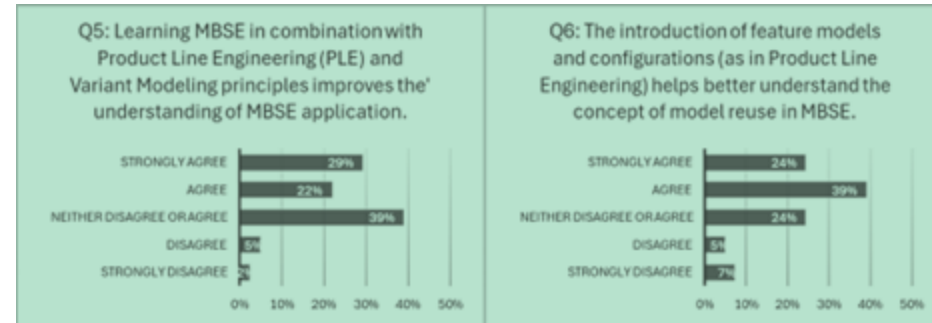 Q5: Learning MBSE in combination with
Product Line Engineering (PLE) and
Variant Modeling principles improves the'
understanding of MBSE application.
STRONGLY AGREE 29%
AGREE 22%
NEITHER DISAGREE OR AGREE 39%
DISAGREE 5%
STRONGLY DISAGREE 2%
0% 10% 20% 30% 40% 50%
Q6: The introduction of feature models
and configurations (as in Product Line
Engineering) helps better understand the
concept of model reuse in MBSE.
STRONGLY AGREE 24%
AGREE 39%
NEITHER DISAGREE OR AGREE 24%
DISAGREE 5%
STRONGLY DISAGREE 7%
0% 10% 20% 30% 40% 50%